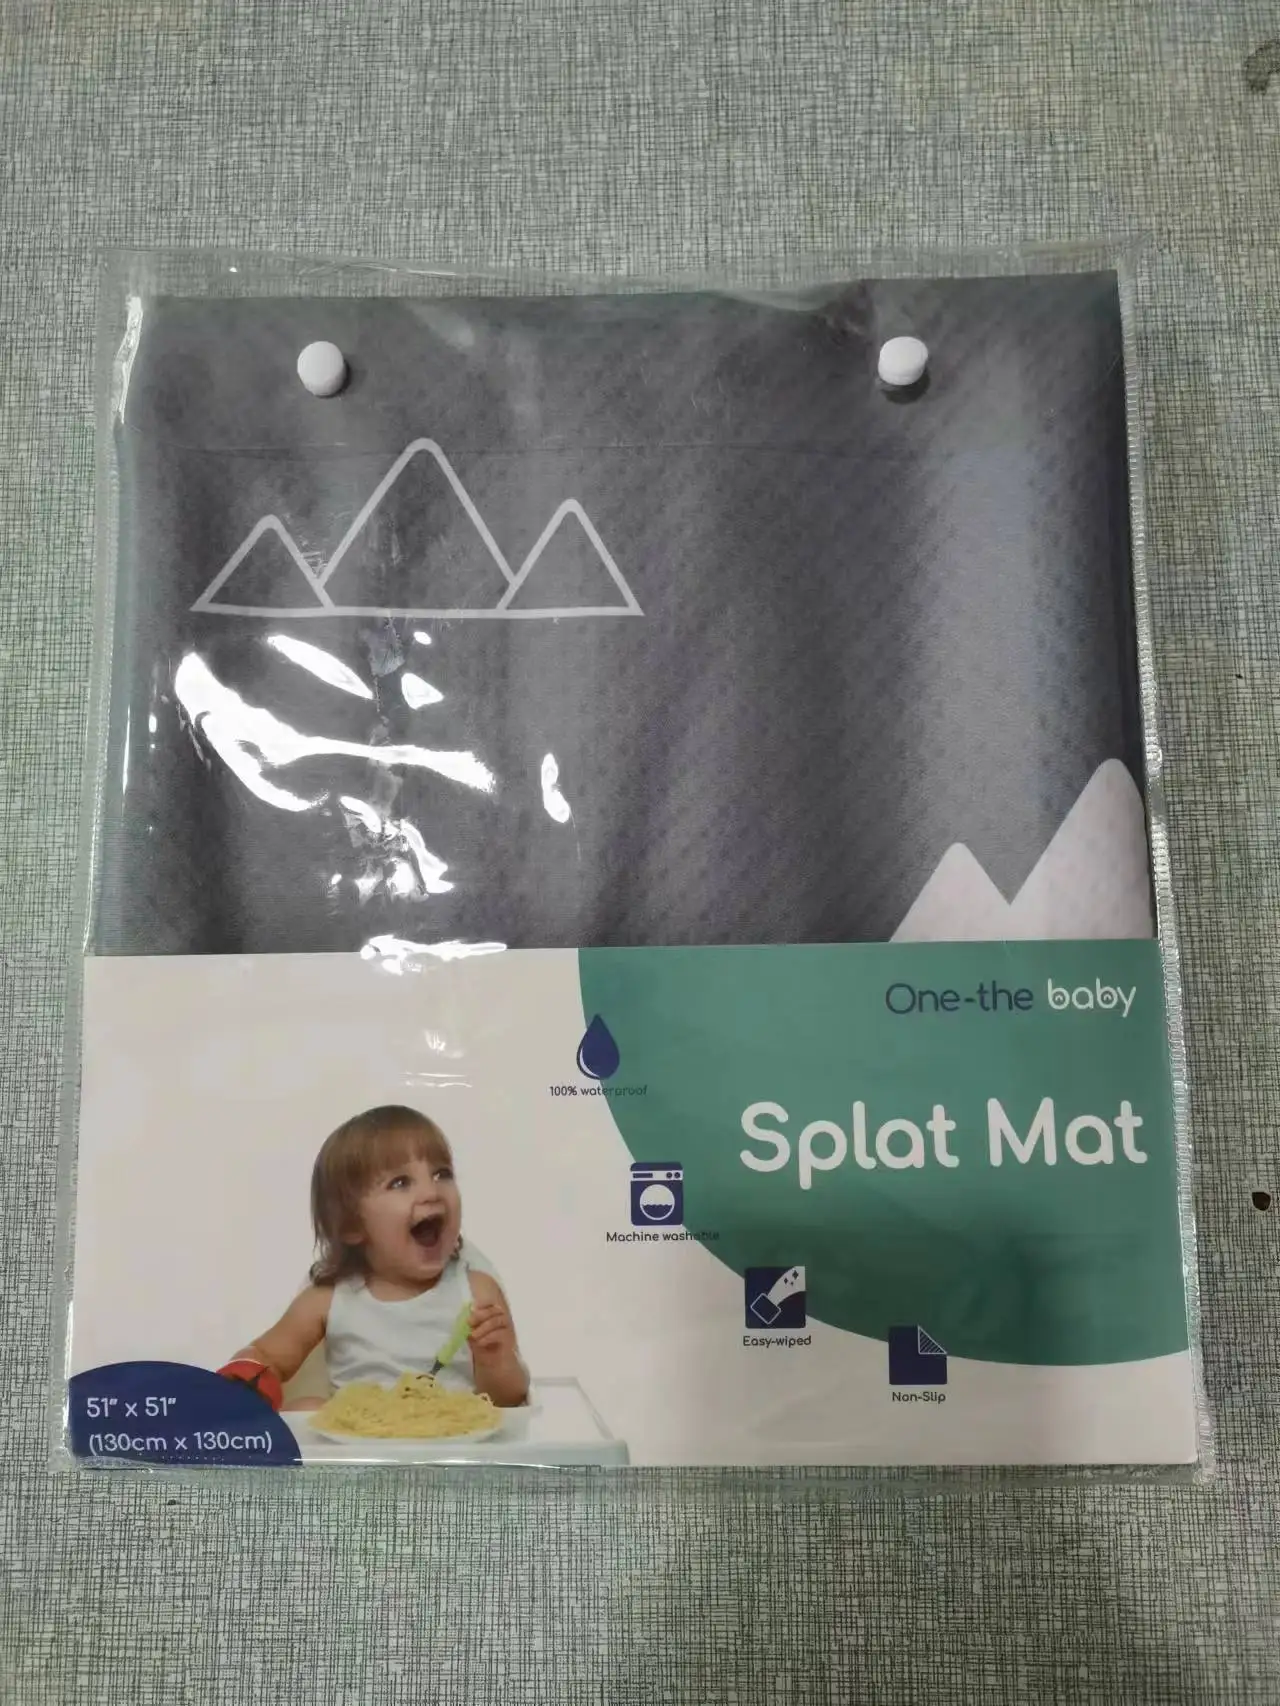 One-the baby
Splat Mat
100% waterproof
Machine washable
Easy-wiped
Non-Slip
51” x 51”
(130cm x 130cm)